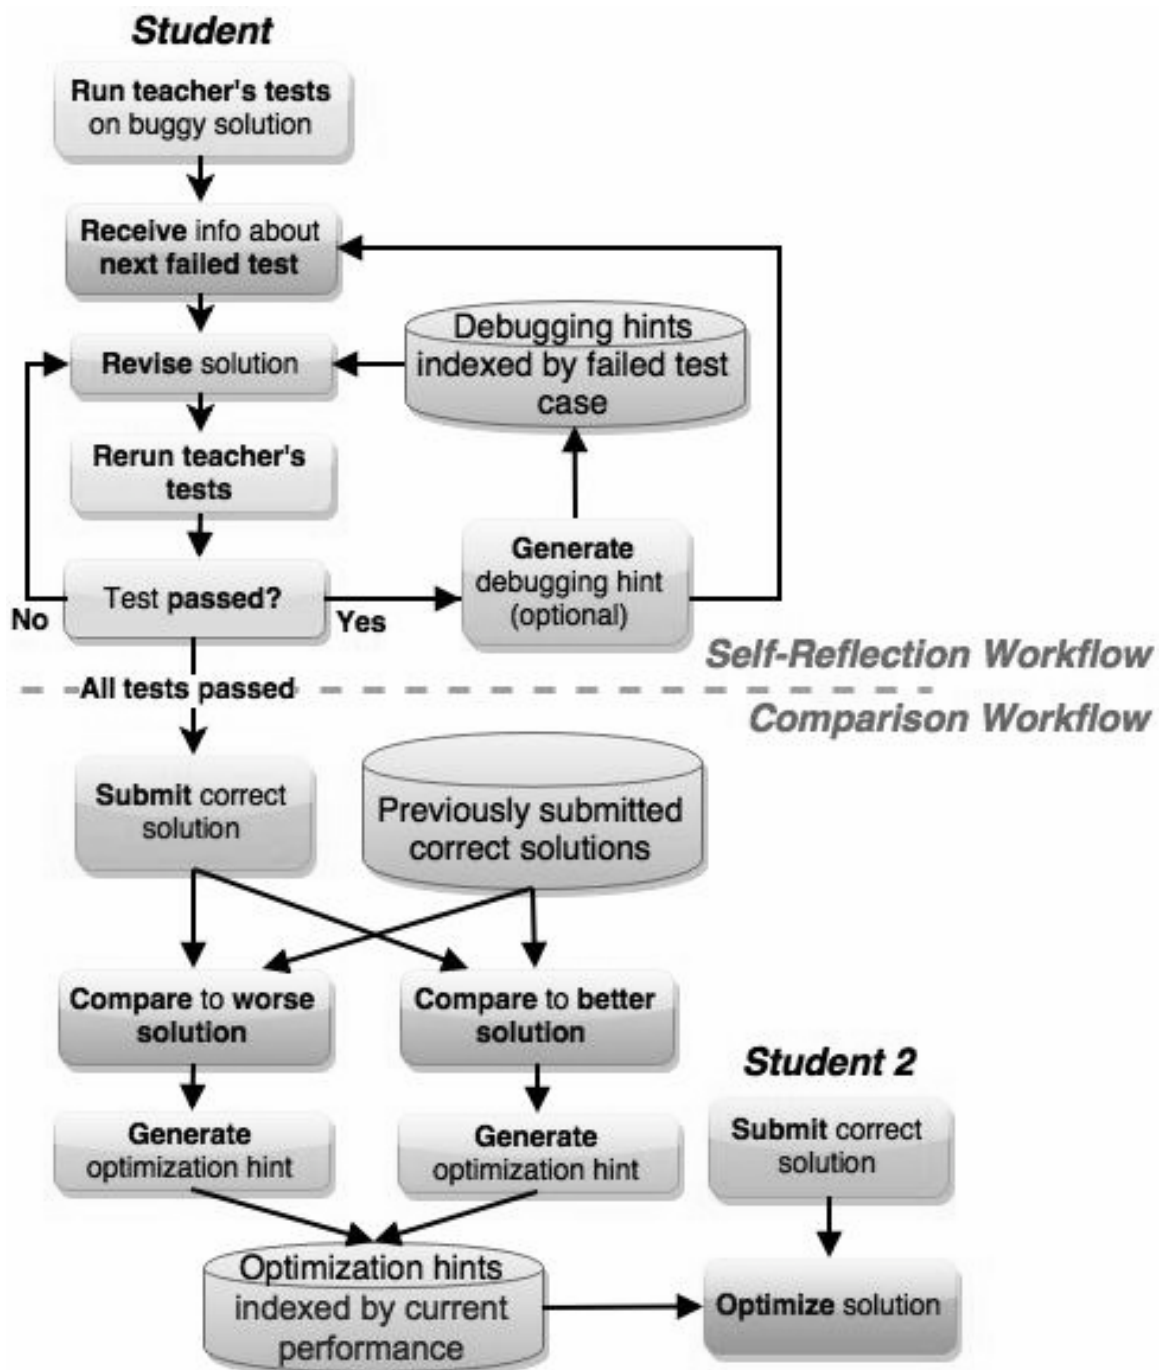 Student
Run teacher's tests
on buggy solution
Receive info about
next failed test
Debugging hints
indexed by failed test
case
Revise solution
Rerun teacher's
tests
Generate
debugging hint
(optional)
Test passed?
No
Yes
Self-Reflection Workflow
All tests passed
Comparison Workflow
Submit correct
solution
Previously submitted
correct solutions
Compare to worse
solution
Compare to better
solution
Student 2
Generate
optimization hint
Generate
optimization hint
Submit correct
solution
Optimization hints
indexed by current
performance
Optimize solution